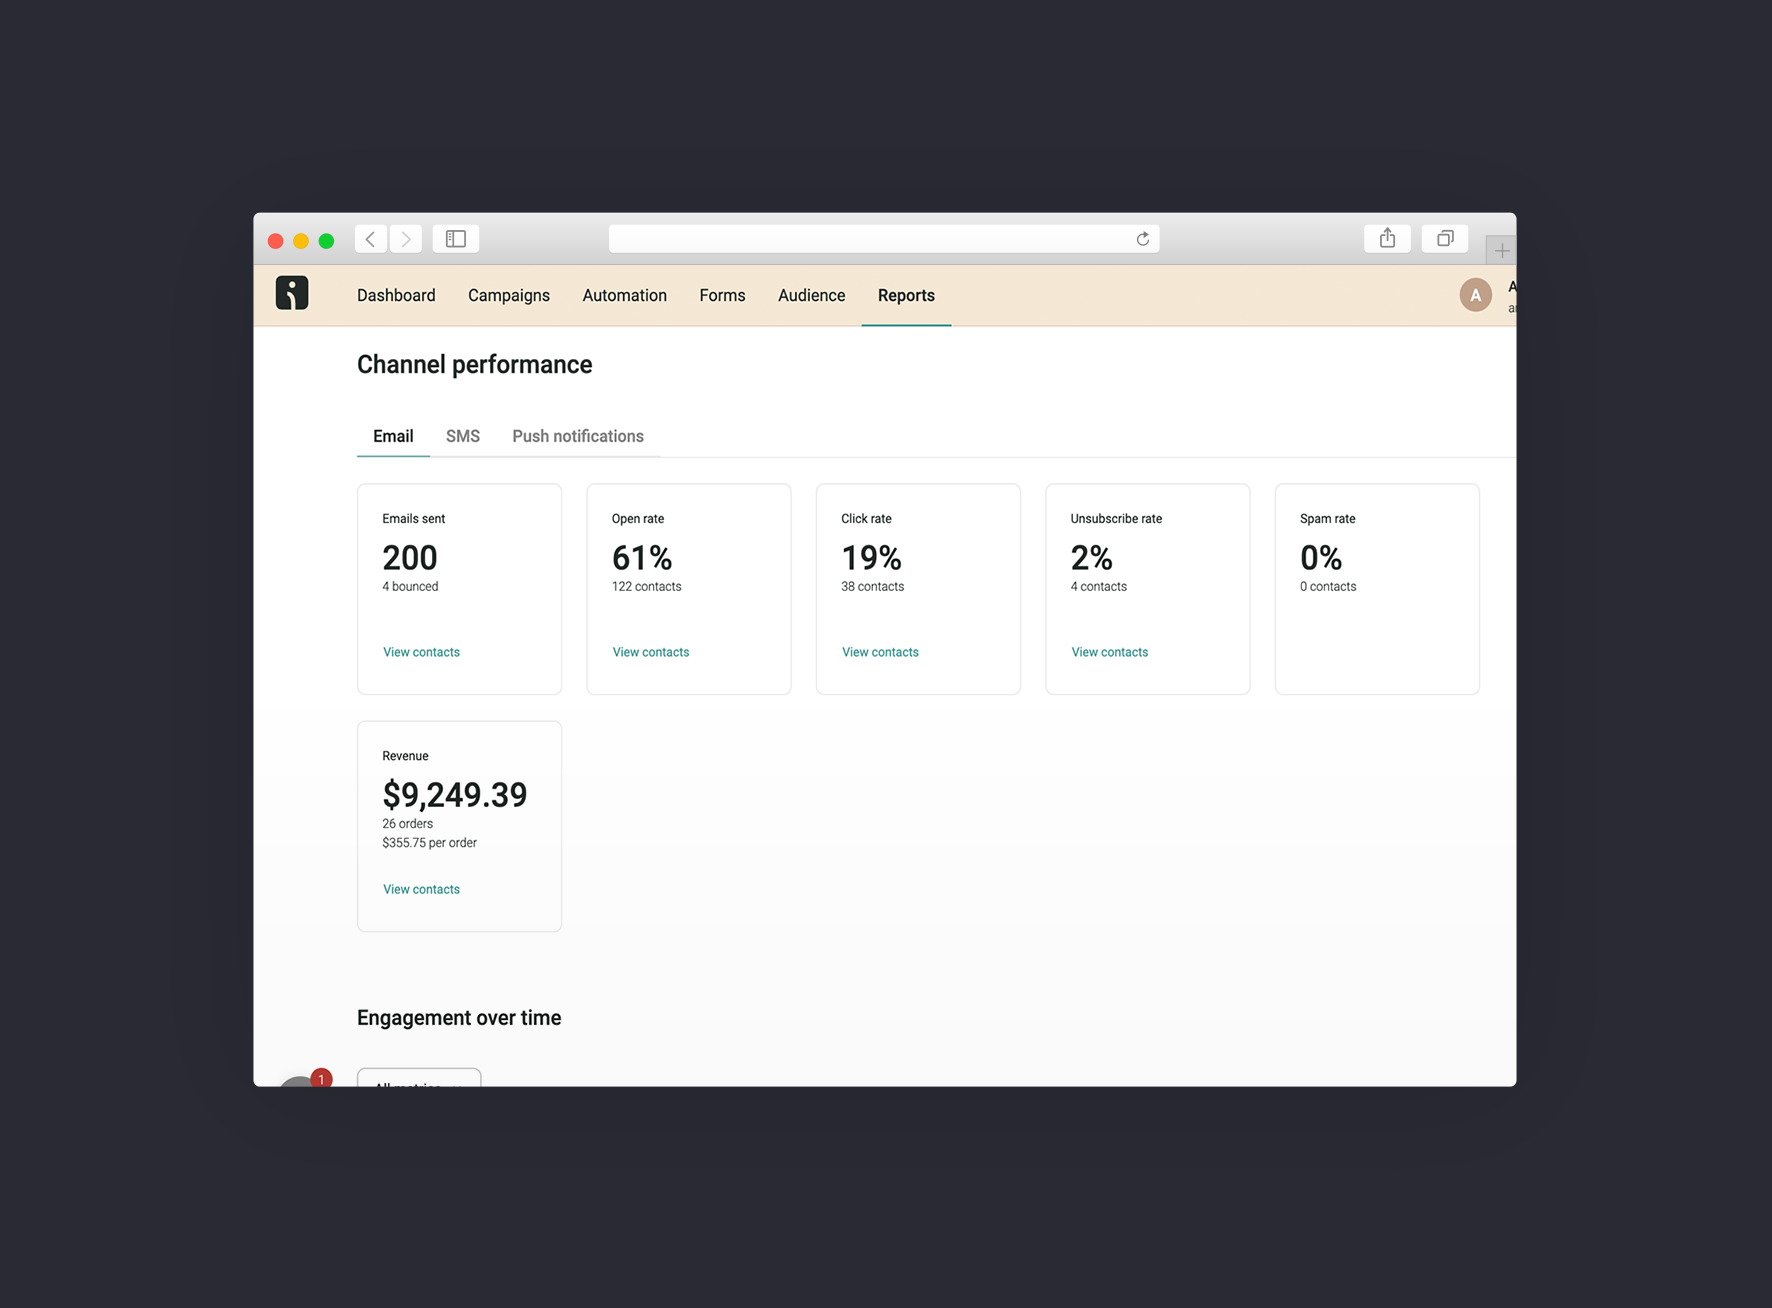 Dashboard Campaigns Automation Forms Audience Reports
A
Channel performance
Email SMS Push notifications
Emails sent
200
4 bounced
View contacts
Open rate
61%
122 contacts
View contacts
Click rate
19%
38 contacts
View contacts
Unsubscribe rate
2%
4 contacts
View contacts
Spam rate
0%
0 contacts
Revenue
$9,249.39
26 orders
$355.75 per order
View contacts
Engagement over time
1
All metrics